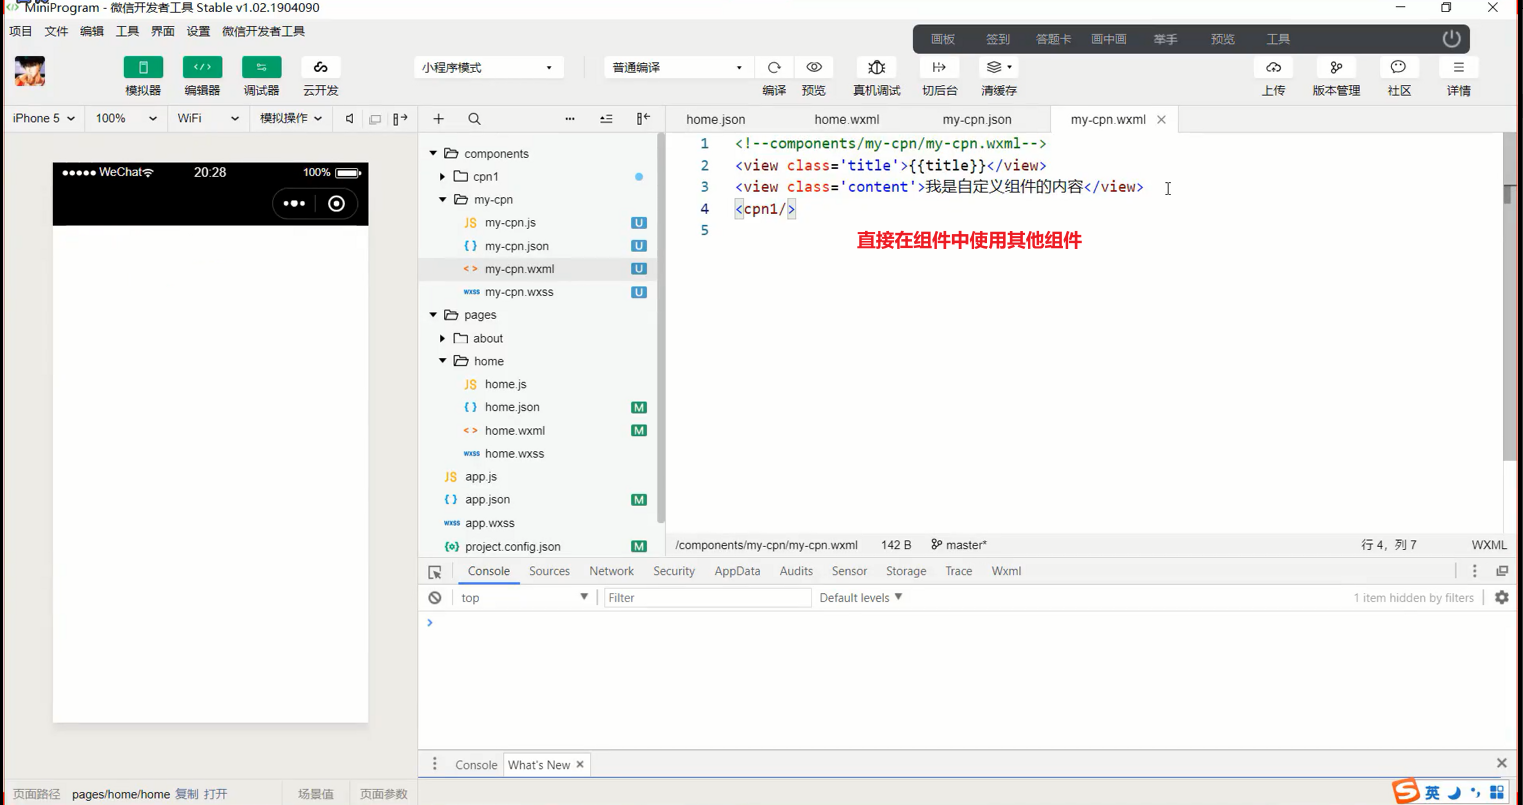 MiniProgram - 微信开发者工具 Stable v1.02.1904090
项目 文件 编辑 工具 界面 设置 微信开发者工具
画板 签到 答题卡 画中画 举手 预览 工具
模拟器 编辑器 调试器 云开发
小程序模式
普通编译
编译 预览 真机调试 切后台 清缓存
上传 版本管理 社区 详情
iPhone 5 100% WiFi 模拟操作
WeChat 20:28 100%
components
cpn1
my-cpn
JS my-cpn.js U
{ } my-cpn.json U
< > my-cpn.wxml U
wxss my-cpn.wxss U
pages
about
home
JS home.js
{ } home.json M
< > home.wxml M
wxss home.wxss
JS app.js
{ } app.json M
wxss app.wxss
{o} project.config.json M
home.json home.wxml my-cpn.json my-cpn.wxml
1 <!--components/my-cpn/my-cpn.wxml-->
2 <view class='title'>{{title}}</view>
3 <view class='content'>我是自定义组件的内容</view>
4 <cpn1/>
5
直接在组件中使用其他组件
/components/my-cpn/my-cpn.wxml 142 B master* 行 4，列 7 WXML
Console Sources Network Security AppData Audits Sensor Storage Trace Wxml
top Filter Default levels 1 item hidden by filters
Console What's New
页面路径 pages/home/home 复制 打开 场景值 页面参数
S 英